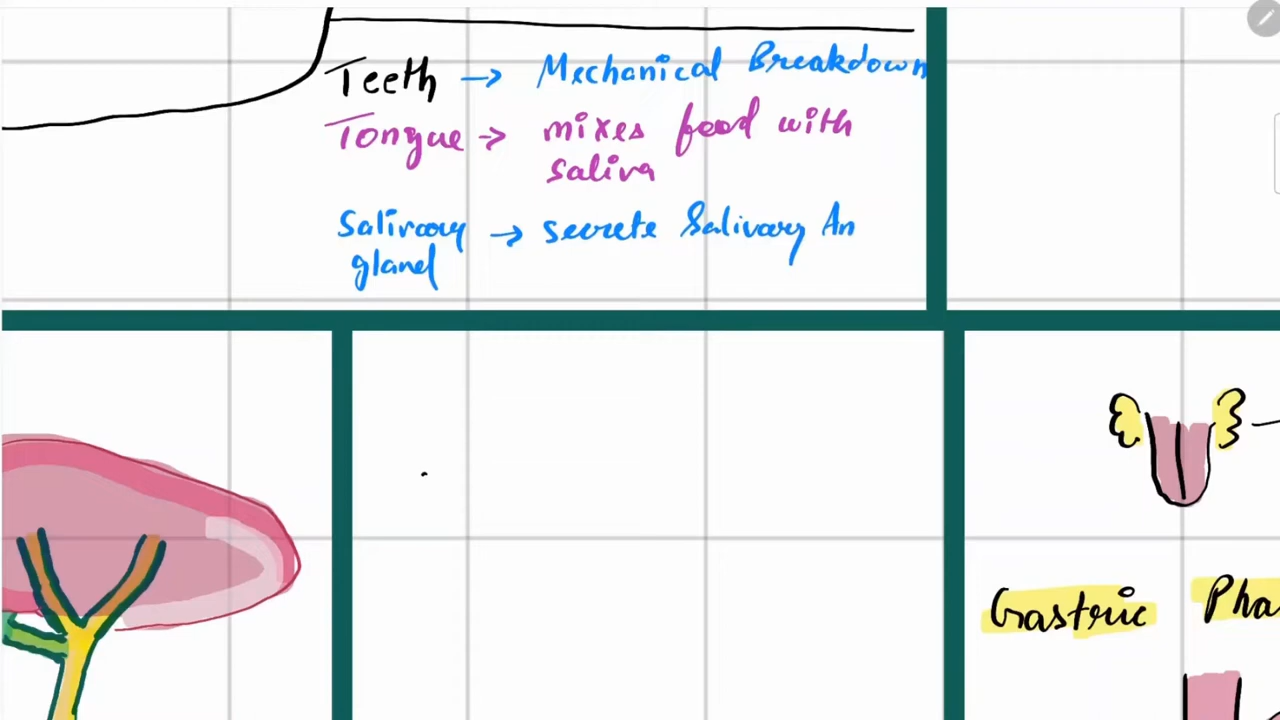 Teeth → Mechanical Breakdown
Tongue → mixes food with
saliva
Salivary → secrete Salivary Am
gland
Gastric Pha